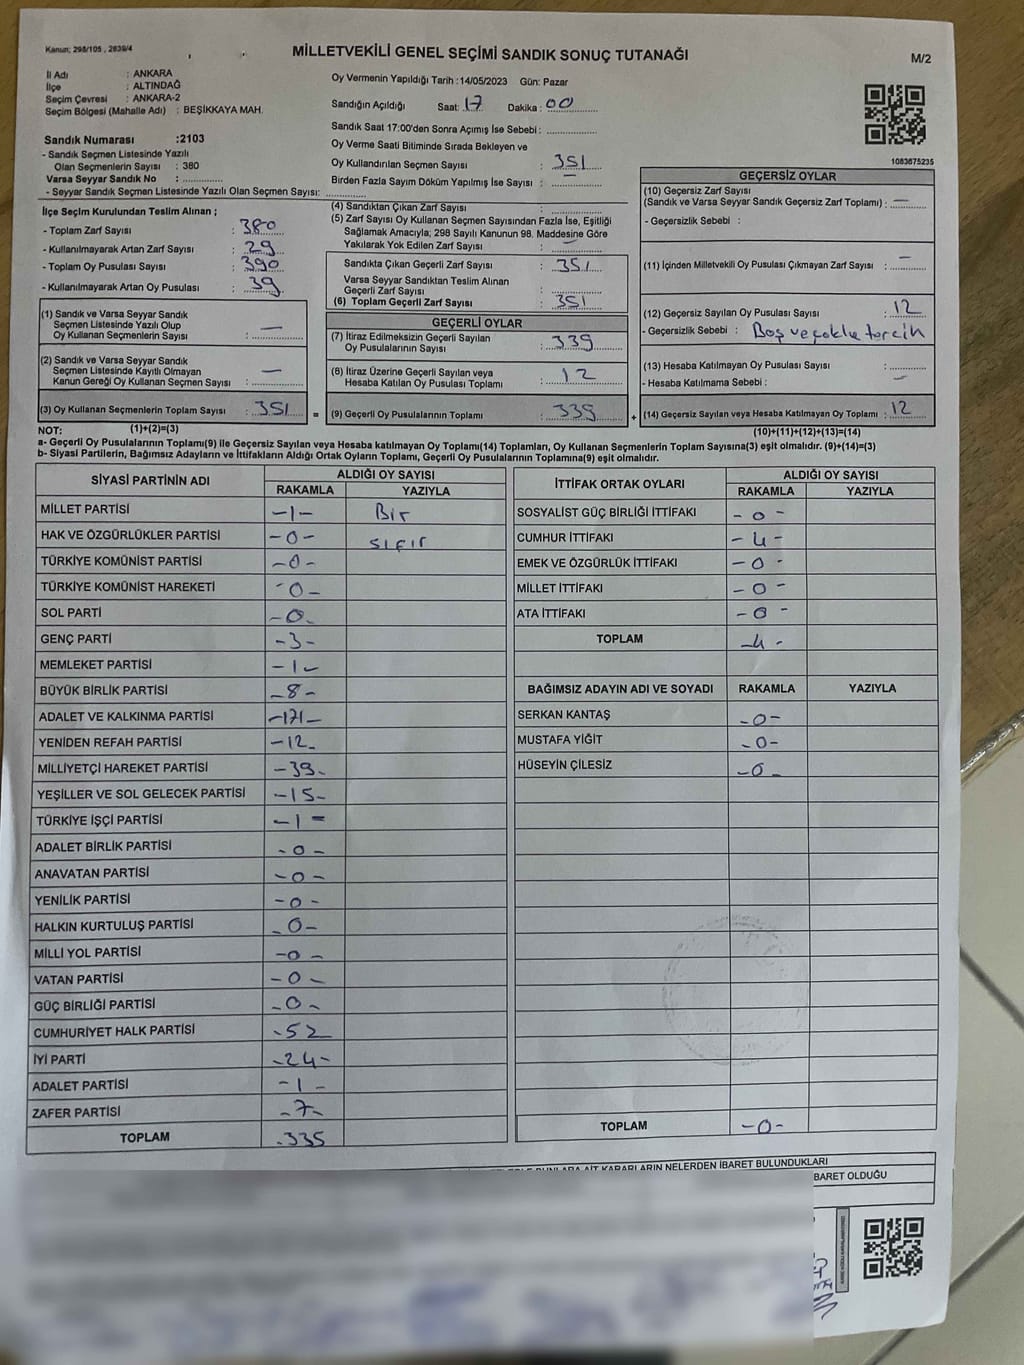 Kanun; 298/105 , 2839/4
MİLLETVEKİLİ GENEL SEÇİMİ SANDIK SONUÇ TUTANAĞI
M/2
İl Adı : ANKARA
İlçe : ALTINDAĞ
Seçim Çevresi : ANKARA-2
Seçim Bölgesi (Mahalle Adı) : BEŞİKKAYA MAH.
Oy Vermenin Yapıldığı Tarih :14/05/2023 Gün: Pazar
Sandığın Açıldığı Saat: 17 Dakika : 00
Sandık Saat 17:00'den Sonra Açımış İse Sebebi :
Oy Verme Saati Bitiminde Sırada Bekleyen ve
Oy Kullandırılan Seçmen Sayısı : 351
Birden Fazla Sayım Döküm Yapılmış İse Sayısı : —
1083675235
Sandık Numarası :2103
- Sandık Seçmen Listesinde Yazılı
Olan Seçmenlerin Sayısı : 380
Varsa Seyyar Sandık No :
- Seyyar Sandık Seçmen Listesinde Yazılı Olan Seçmen Sayısı:
İlçe Seçim Kurulundan Teslim Alınan ;
- Toplam Zarf Sayısı : 380
- Kullanılmayarak Artan Zarf Sayısı : 29
- Toplam Oy Pusulası Sayısı : 390
- Kullanılmayarak Artan Oy Pusulası : 39
(4) Sandıktan Çıkan Zarf Sayısı :
(5) Zarf Sayısı Oy Kullanan Seçmen Sayısından Fazla İse, Eşitliği
Sağlamak Amacıyla; 298 Sayılı Kanunun 98. Maddesine Göre
Yakılarak Yok Edilen Zarf Sayısı : —
Sandıkta Çıkan Geçerli Zarf Sayısı : 351
Varsa Seyyar Sandıktan Teslim Alınan
Geçerli Zarf Sayısı :
(6) Toplam Geçerli Zarf Sayısı : 351
GEÇERSİZ OYLAR
(10) Geçersiz Zarf Sayısı
(Sandık ve Varsa Seyyar Sandık Geçersiz Zarf Toplamı) : —
- Geçersizlik Sebebi :
(11) İçinden Milletvekili Oy Pusulası Çıkmayan Zarf Sayısı : —
(12) Geçersiz Sayılan Oy Pusulası Sayısı : 12
- Geçersizlik Sebebi : Boş ve çoklu tercih
(13) Hesaba Katılmayan Oy Pusulası Sayısı :
- Hesaba Katılmama Sebebi : —
(14) Geçersiz Sayılan veya Hesaba Katılmayan Oy Toplamı : 12
(10)+(11)+(12)+(13)=(14)
(1) Sandık ve Varsa Seyyar Sandık
Seçmen Listesinde Yazılı Olup
Oy Kullanan Seçmenlerin Sayısı : —
(2) Sandık ve Varsa Seyyar Sandık
Seçmen Listesinde Kayıtlı Olmayan
Kanun Gereği Oy Kullanan Seçmen Sayısı : —
(3) Oy Kullanan Seçmenlerin Toplam Sayısı : 351 =
(1)+(2)=(3)
GEÇERLİ OYLAR
(7) İtiraz Edilmeksizin Geçerli Sayılan
Oy Pusulalarının Sayısı : 339
(8) İtiraz Üzerine Geçerli Sayılan veya
Hesaba Katılan Oy Pusulası Toplamı : 12
(9) Geçerli Oy Pusulalarının Toplamı : 339 +
NOT:
a- Geçerli Oy Pusulalarının Toplamı(9) ile Geçersiz Sayılan veya Hesaba katılmayan Oy Toplamı(14) Toplamları, Oy Kullanan Seçmenlerin Toplam Sayısına(3) eşit olmalıdır. (9)+(14)=(3)
b- Siyasi Partilerin, Bağımsız Adayların ve İttifakların Aldığı Ortak Oyların Toplamı, Geçerli Oy Pusulalarının Toplamına(9) eşit olmalıdır.
SİYASİ PARTİNİN ADI ALDIĞI OY SAYISI
RAKAMLA YAZIYLA
MİLLET PARTİSİ -1- Bir
HAK VE ÖZGÜRLÜKLER PARTİSİ -0- sıfır
TÜRKİYE KOMÜNİST PARTİSİ -0-
TÜRKİYE KOMÜNİST HAREKETİ -0-
SOL PARTİ -0-
GENÇ PARTİ -3-
MEMLEKET PARTİSİ -1-
BÜYÜK BİRLİK PARTİSİ -8-
ADALET VE KALKINMA PARTİSİ -171-
YENİDEN REFAH PARTİSİ -12-
MİLLİYETÇİ HAREKET PARTİSİ -39-
YEŞİLLER VE SOL GELECEK PARTİSİ -15-
TÜRKİYE İŞÇİ PARTİSİ -1-
ADALET BİRLİK PARTİSİ -0-
ANAVATAN PARTİSİ -0-
YENİLİK PARTİSİ -0-
HALKIN KURTULUŞ PARTİSİ -0-
MİLLİ YOL PARTİSİ -0-
VATAN PARTİSİ -0-
GÜÇ BİRLİĞİ PARTİSİ -0-
CUMHURİYET HALK PARTİSİ -52
İYİ PARTİ -24-
ADALET PARTİSİ -1-
ZAFER PARTİSİ -7-
TOPLAM -335
İTTİFAK ORTAK OYLARI ALDIĞI OY SAYISI
RAKAMLA YAZIYLA
SOSYALİST GÜÇ BİRLİĞİ İTTİFAKI -0-
CUMHUR İTTİFAKI -4-
EMEK VE ÖZGÜRLÜK İTTİFAKI -0-
MİLLET İTTİFAKI -0-
ATA İTTİFAKI -0-
TOPLAM -4-
BAĞIMSIZ ADAYIN ADI VE SOYADI RAKAMLA YAZIYLA
SERKAN KANTAŞ -0-
MUSTAFA YİĞİT -0-
HÜSEYİN ÇİLESİZ -0-
TOPLAM -0-
KARARLARIN NELERDEN İBARET BULUNDUKLARI
BARET OLDUĞU